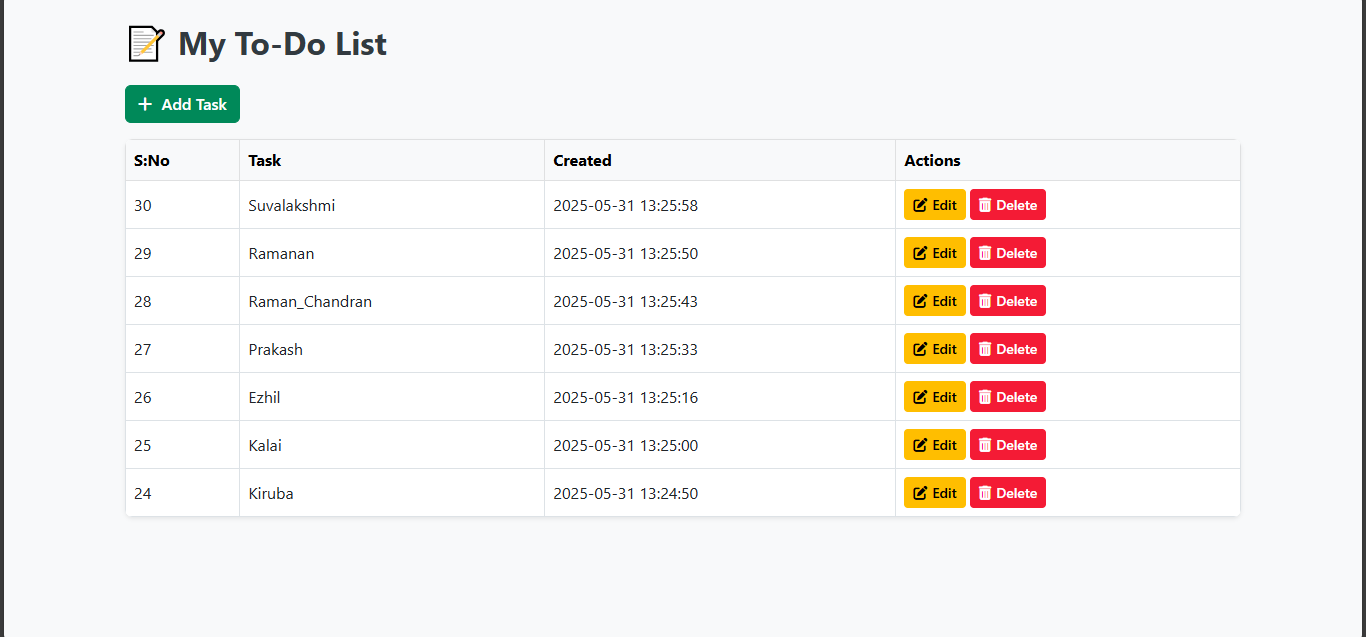 My To-Do List
Add Task
S:No Task Created Actions
30 Suvalakshmi 2025-05-31 13:25:58 Edit Delete
29 Ramanan 2025-05-31 13:25:50 Edit Delete
28 Raman_Chandran 2025-05-31 13:25:43 Edit Delete
27 Prakash 2025-05-31 13:25:33 Edit Delete
26 Ezhil 2025-05-31 13:25:16 Edit Delete
25 Kalai 2025-05-31 13:25:00 Edit Delete
24 Kiruba 2025-05-31 13:24:50 Edit Delete